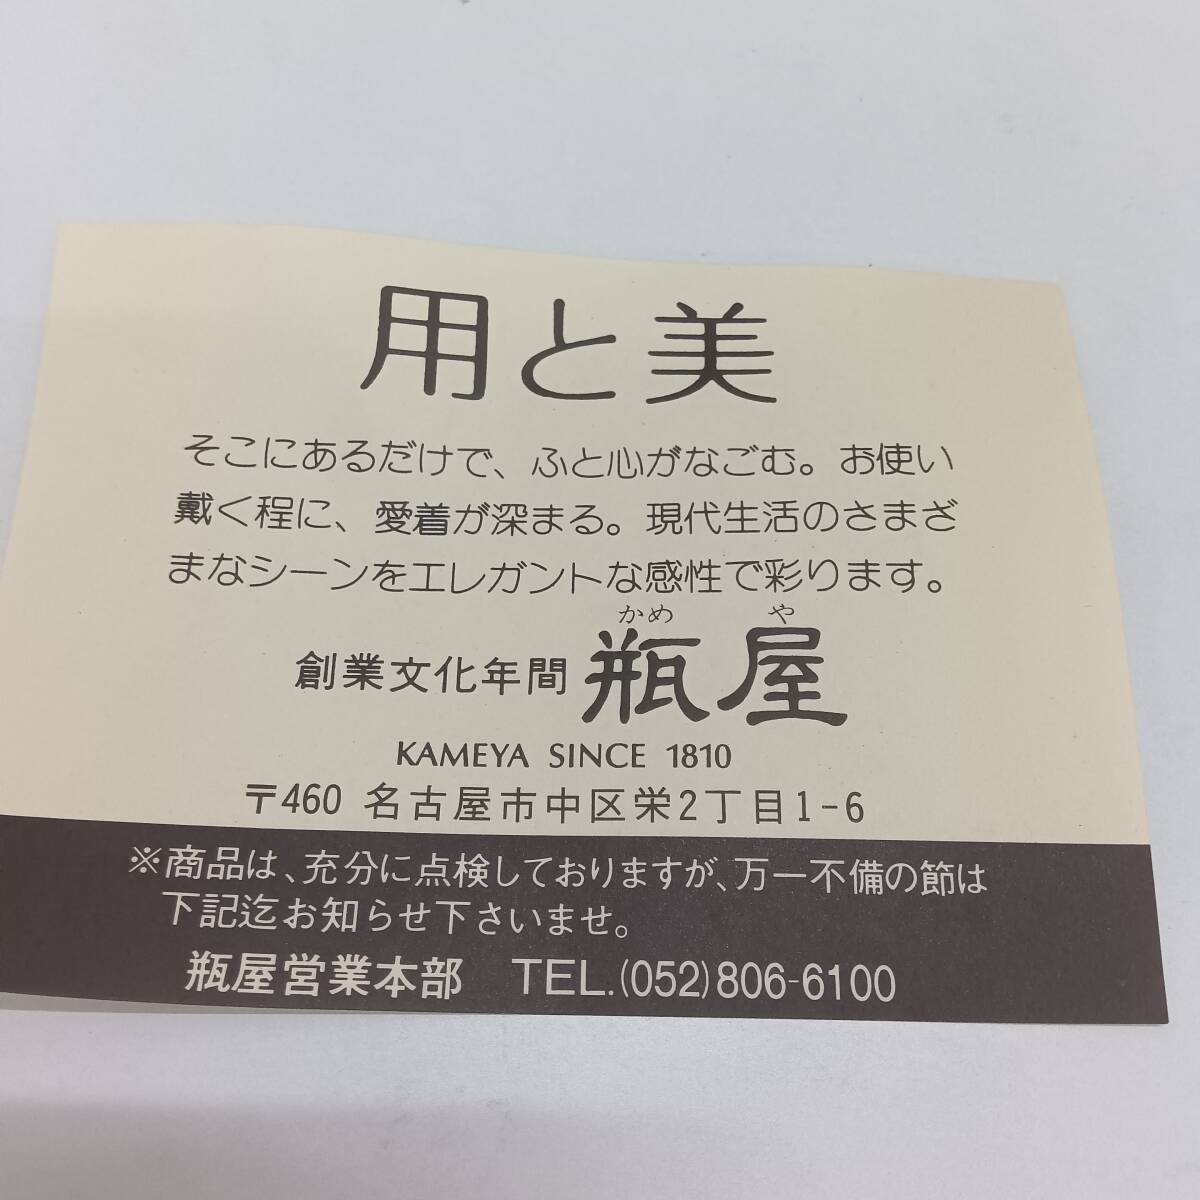 用と美
そこにあるだけで、ふと心がなごむ。お使い
戴く程に、愛着が深まる。現代生活のさまざ
まなシーンをエレガントな感性で彩ります。
かめ や
創業文化年間 瓶屋
KAMEYA SINCE 1810
〒460 名古屋市中区栄2丁目1-6
※商品は、充分に点検しておりますが、万一不備の節は
下記迄お知らせ下さいませ。
瓶屋営業本部 TEL.(052)806-6100